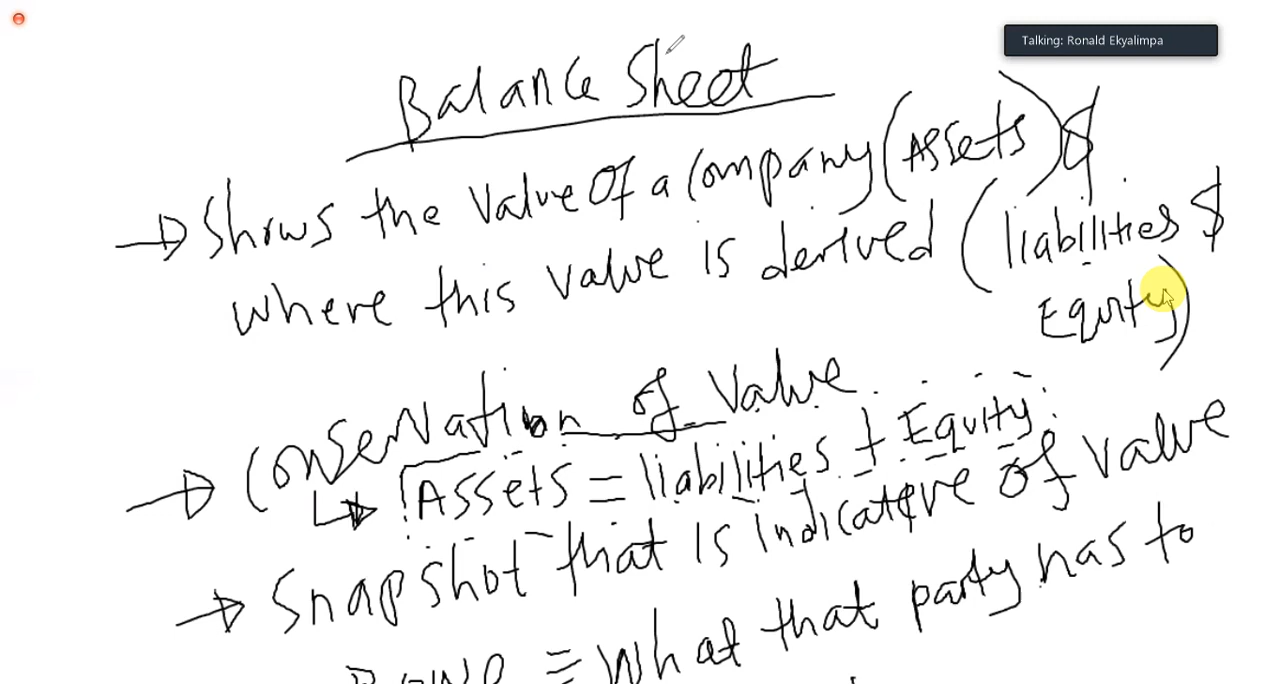 Talking: Ronald Ekyalimpa
Balance Sheet
Shows the value of a company (Assets) &
where this value is derived (liabilities &
Equity)
Conservation of value
Assets = liabilities + Equity
Snapshot that is indicative of value
= what that party has to